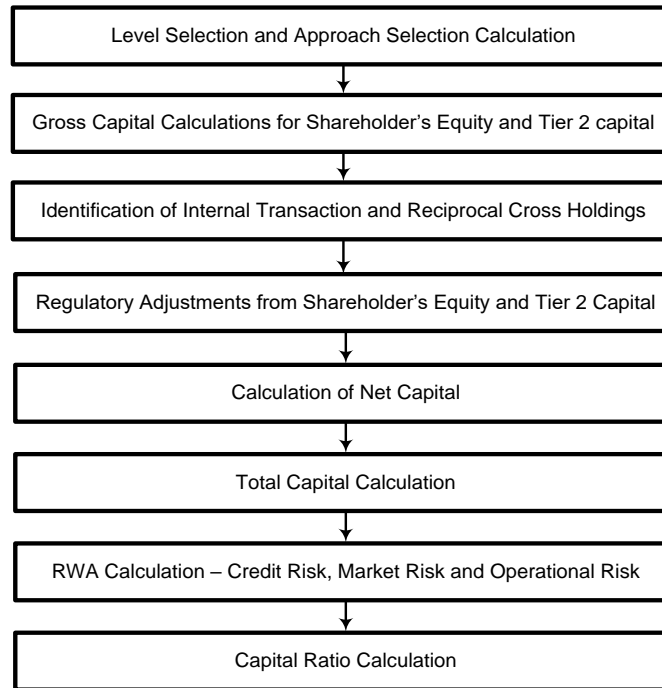 Level Selection and Approach Selection Calculation
Gross Capital Calculations for Shareholder’s Equity and Tier 2 capital
Identification of Internal Transaction and Reciprocal Cross Holdings
Regulatory Adjustments from Shareholder’s Equity and Tier 2 Capital
Calculation of Net Capital
Total Capital Calculation
RWA Calculation – Credit Risk, Market Risk and Operational Risk
Capital Ratio Calculation